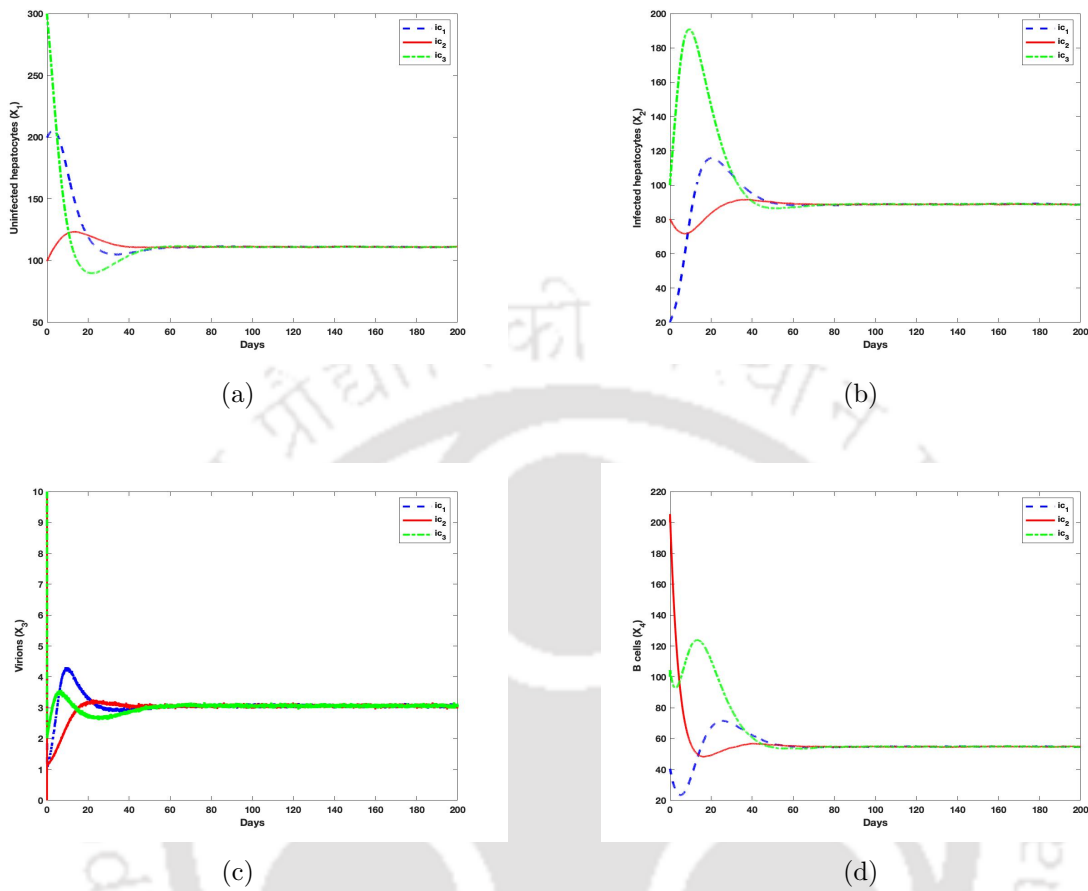 300
250
200
150
100
50
Uninfected hepatocytes (X₁)
ic₁
ic₂
ic₃
0 20 40 60 80 100 120 140 160 180 200
Days
(a)
200
180
160
140
120
100
80
60
40
20
Infected hepatocytes (X₂)
ic₁
ic₂
ic₃
0 20 40 60 80 100 120 140 160 180 200
Days
(b)
10
9
8
7
6
5
4
3
2
1
0
Virions (X₃)
ic₁
ic₂
ic₃
0 20 40 60 80 100 120 140 160 180 200
Days
(c)
220
200
180
160
140
120
100
80
60
40
20
B cells (X₄)
ic₁
ic₂
ic₃
0 20 40 60 80 100 120 140 160 180 200
Days
(d)